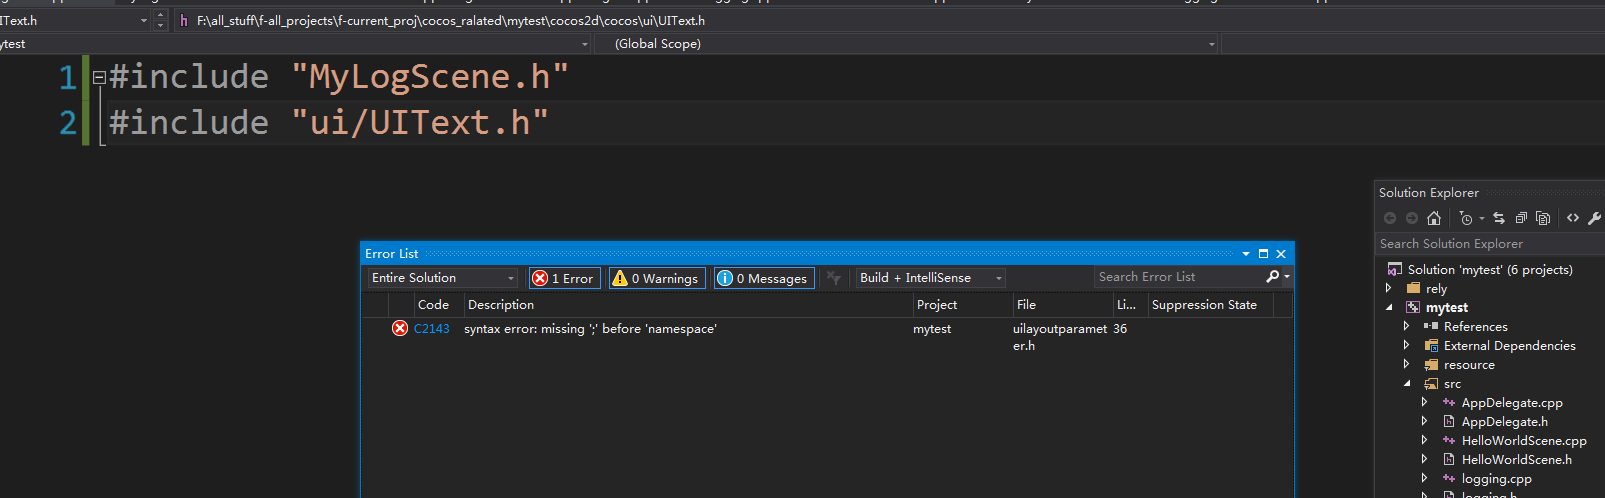 IText.h
F:\all_stuff\f-all_projects\f-current_proj\cocos_ralated\mytest\cocos2d\cocos\ui\UIText.h
ytest
(Global Scope)
1 #include "MyLogScene.h"
2 #include "ui/UIText.h"
Error List
Entire Solution
1 Error
0 Warnings
0 Messages
Build + IntelliSense
Search Error List
Code Description Project File Li... Suppression State
C2143 syntax error: missing ';' before 'namespace' mytest uilayoutparamet 36
er.h
Solution Explorer
Search Solution Explorer
Solution 'mytest' (6 projects)
rely
mytest
References
External Dependencies
resource
src
AppDelegate.cpp
AppDelegate.h
HelloWorldScene.cpp
HelloWorldScene.h
logging.cpp
logging.h